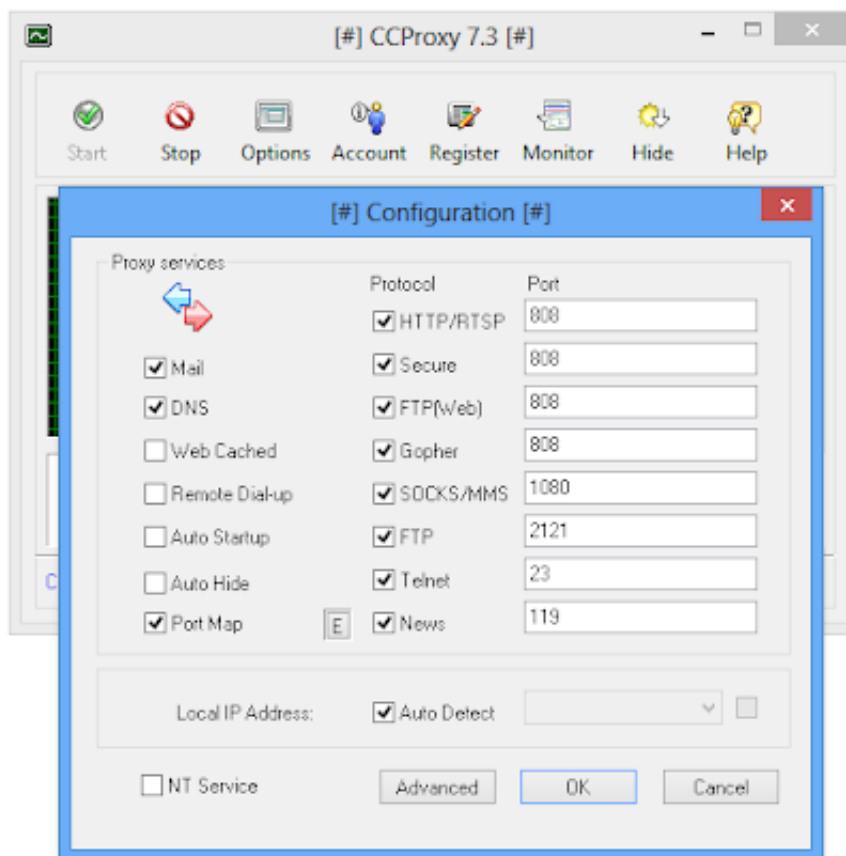 [#] CCProxy 7.3 [#]
Start Stop Options Account Register Monitor Hide Help
[#] Configuration [#]
Proxy services
Protocol Port
HTTP/RTSP 808
Mail Secure 808
DNS FTP(Web) 808
Web Cached Gopher 808
Remote Dial-up SOCKS/MMS 1080
Auto Startup FTP 2121
Auto Hide Telnet 23
Port Map E News 119
Local IP Address: Auto Detect
NT Service Advanced OK Cancel